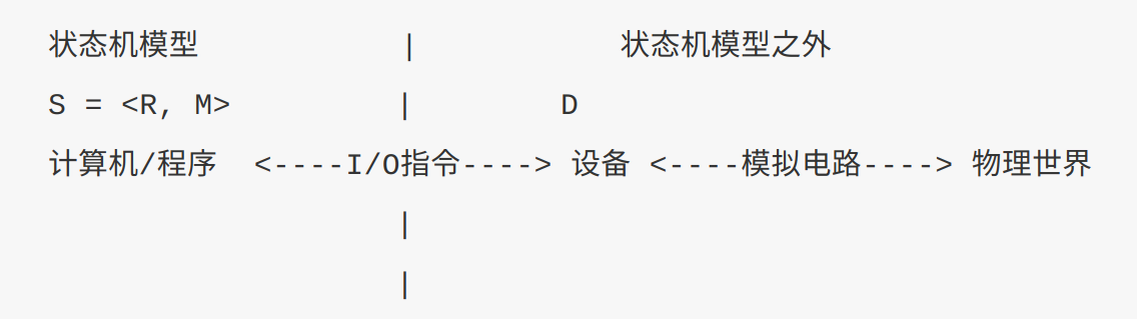 状态机模型 | 状态机模型之外
S = <R, M> | D
计算机/程序 <----I/O指令----> 设备 <----模拟电路----> 物理世界
|
|